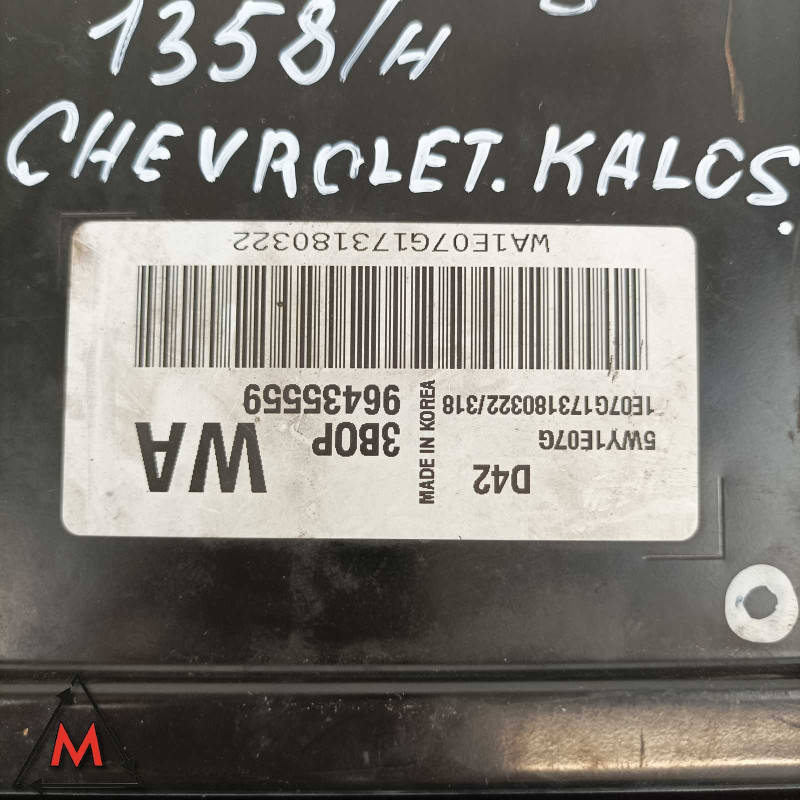 1358/H
CHEVROLET. KALOS.
D42
5WY1E07G
1E07G173180322/318
MADE IN KOREA
WA
3BOP
96435559
WA1E07G173180322
M